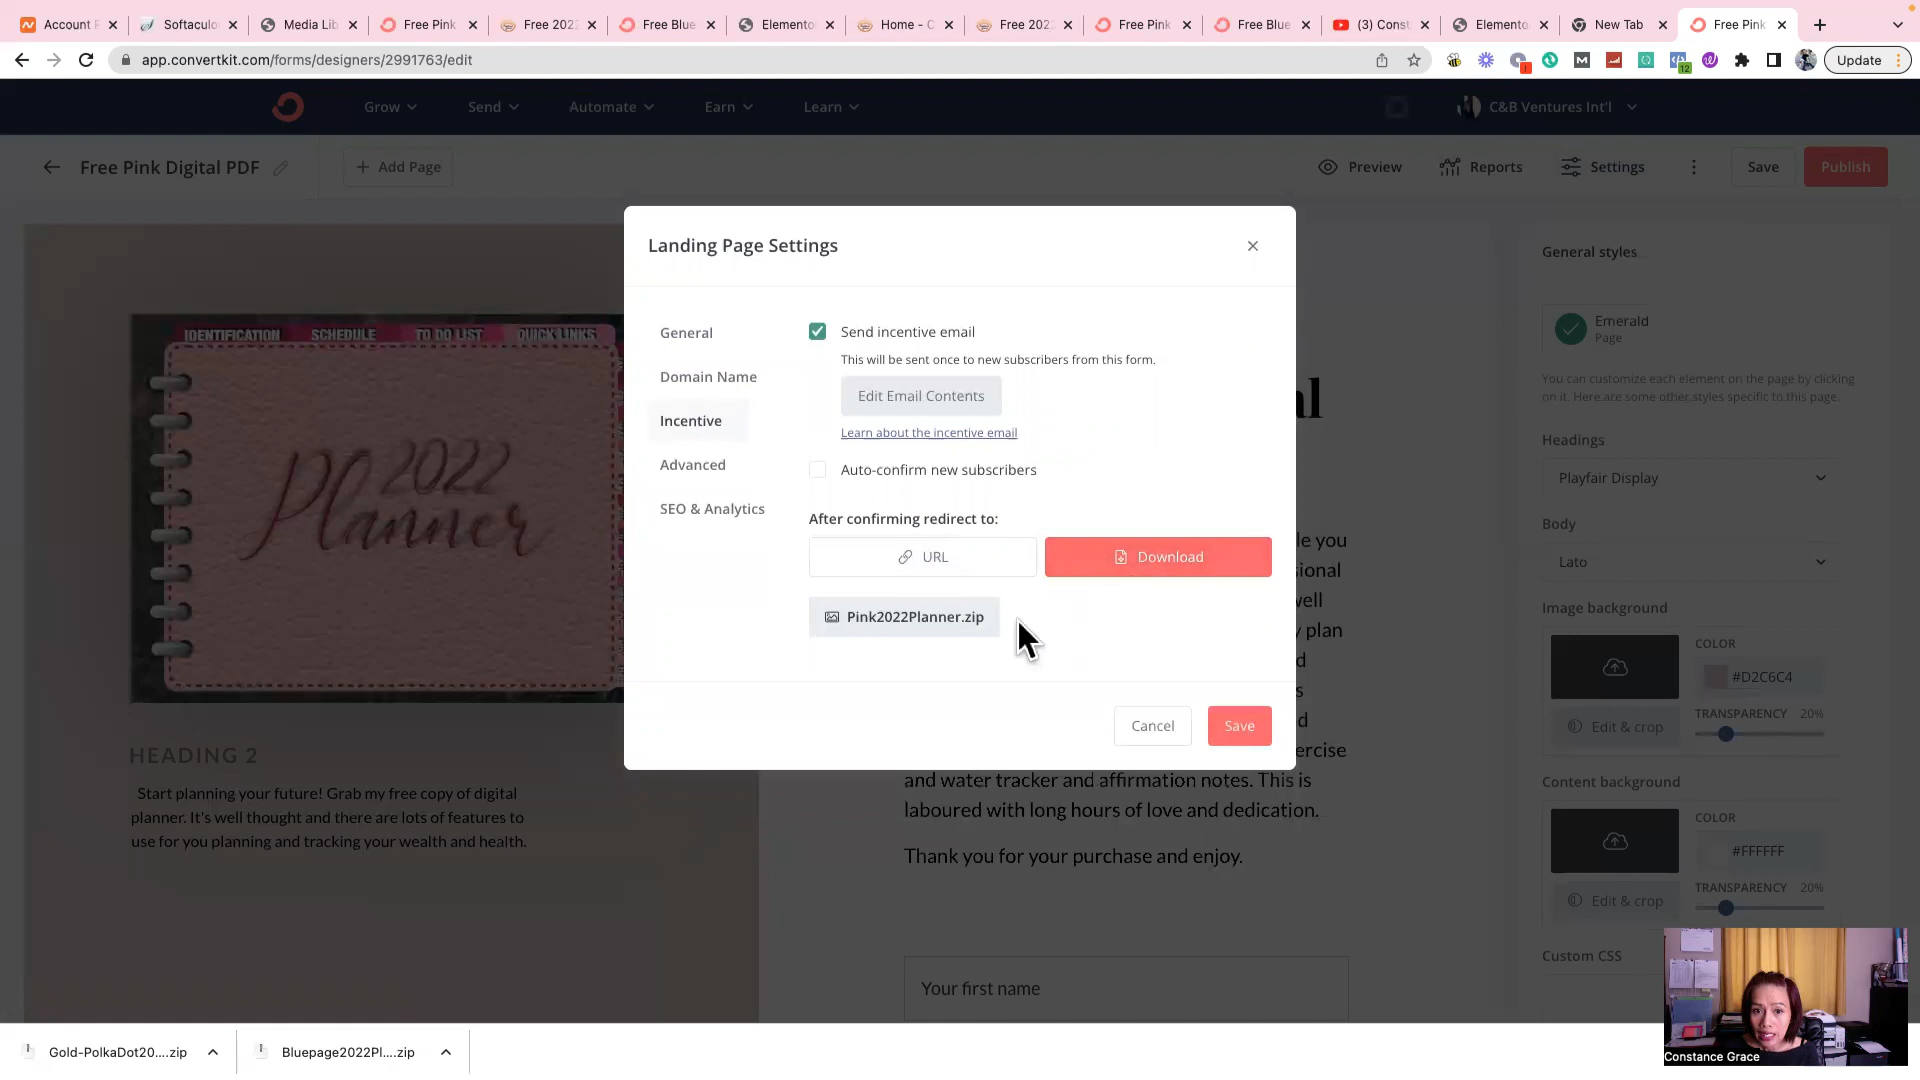 Account F
Softaculo
Media Lib
Free Pink
Free 2022
Free Blue
Elemento
Home - C
Free 2022
Free Pink
Free Blue
(3) Const
Elemento
New Tab
Free Pink
app.convertkit.com/forms/designers/2991763/edit
12
Update
Grow
Send
Automate
Earn
Learn
C&B Ventures Int'l
Free Pink Digital PDF
+ Add Page
Preview
Reports
Settings
Save
Publish
IDENTIFICATION
SCHEDULE
TO DO LIST
QUICK LINKS
2022
Planner
HEADING 2
Start planning your future! Grab my free copy of digital
planner. It's well thought and there are lots of features to
use for you planning and tracking your wealth and health.
Landing Page Settings
General
Domain Name
Incentive
Advanced
SEO & Analytics
Send incentive email
This will be sent once to new subscribers from this form.
Edit Email Contents
Learn about the incentive email
Auto-confirm new subscribers
After confirming redirect to:
URL
Download
Pink2022Planner.zip
Cancel
Save
al
le you
sional
well
y plan
d
s
d
ercise
and water tracker and affirmation notes. This is
laboured with long hours of love and dedication.
Thank you for your purchase and enjoy.
Your first name
General styles
Emerald
Page
You can customize each element on the page by clicking
on it. Here are some other styles specific to this page.
Headings
Playfair Display
Body
Lato
Image background
COLOR
#D2C6C4
Edit & crop
TRANSPARENCY 20%
Content background
COLOR
#FFFFFF
TRANSPARENCY 20%
Edit & crop
Custom CSS
Constance Grace
Gold-PolkaDot20....zip
Bluepage2022Pl....zip